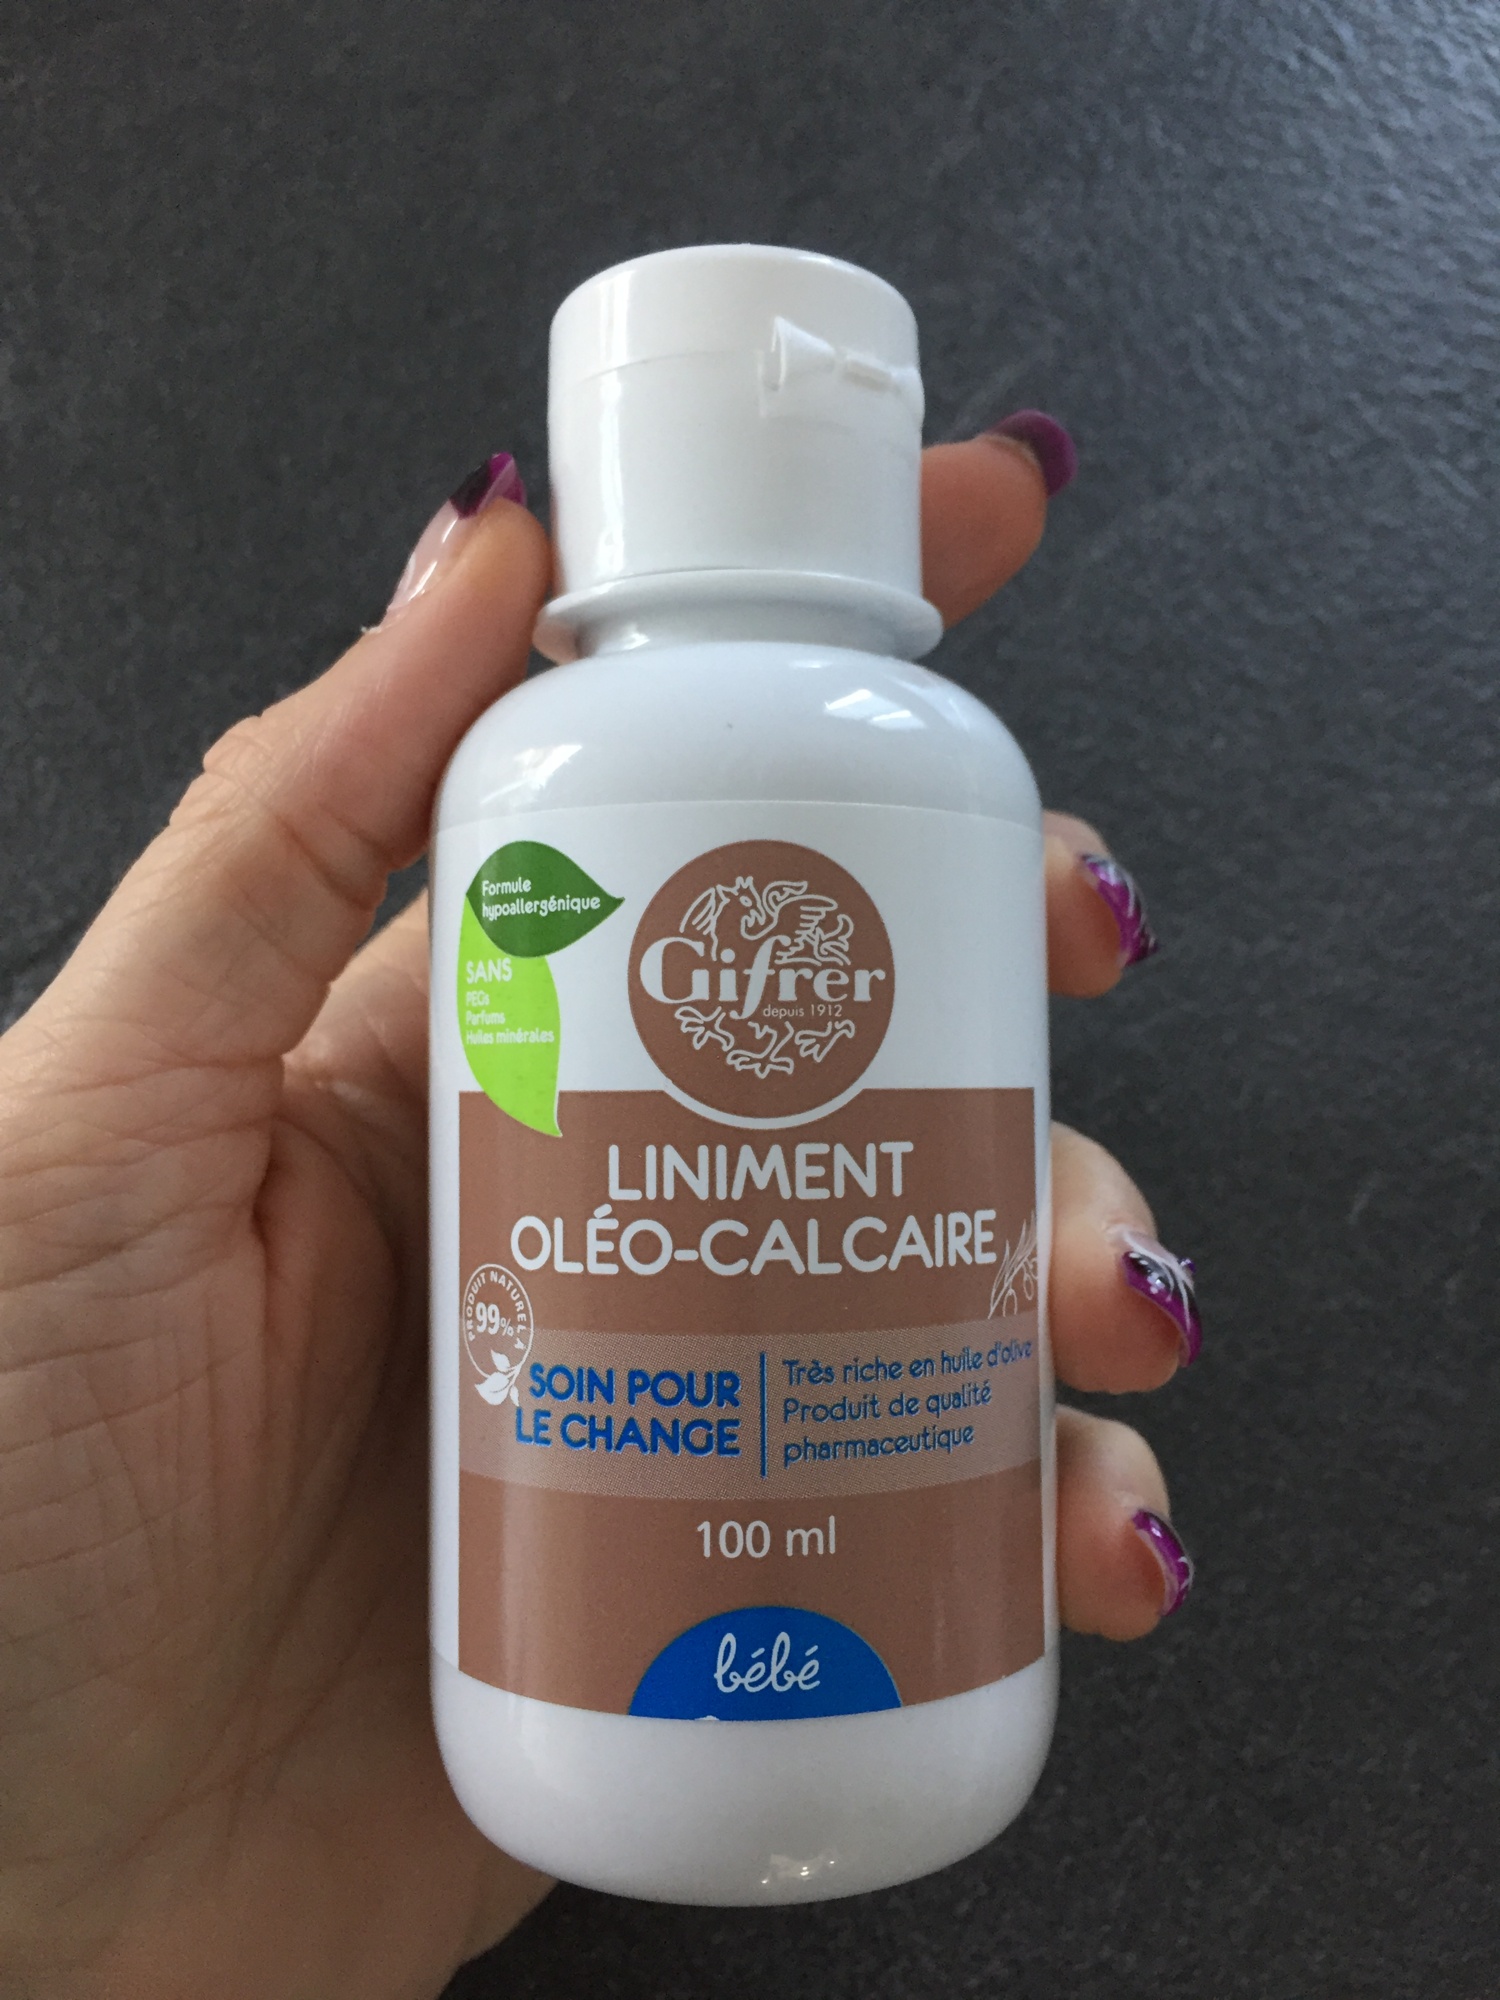 Formule
hypoallergénique
SANS
PEGs
Parfums
Huiles minérales
Gifrer
depuis 1912
LINIMENT
OLÉO-CALCAIRE
PRODUIT NATUREL À
99%
SOIN POUR
LE CHANGE
Très riche en huile d'olive
Produit de qualité
pharmaceutique
100 ml
bébé